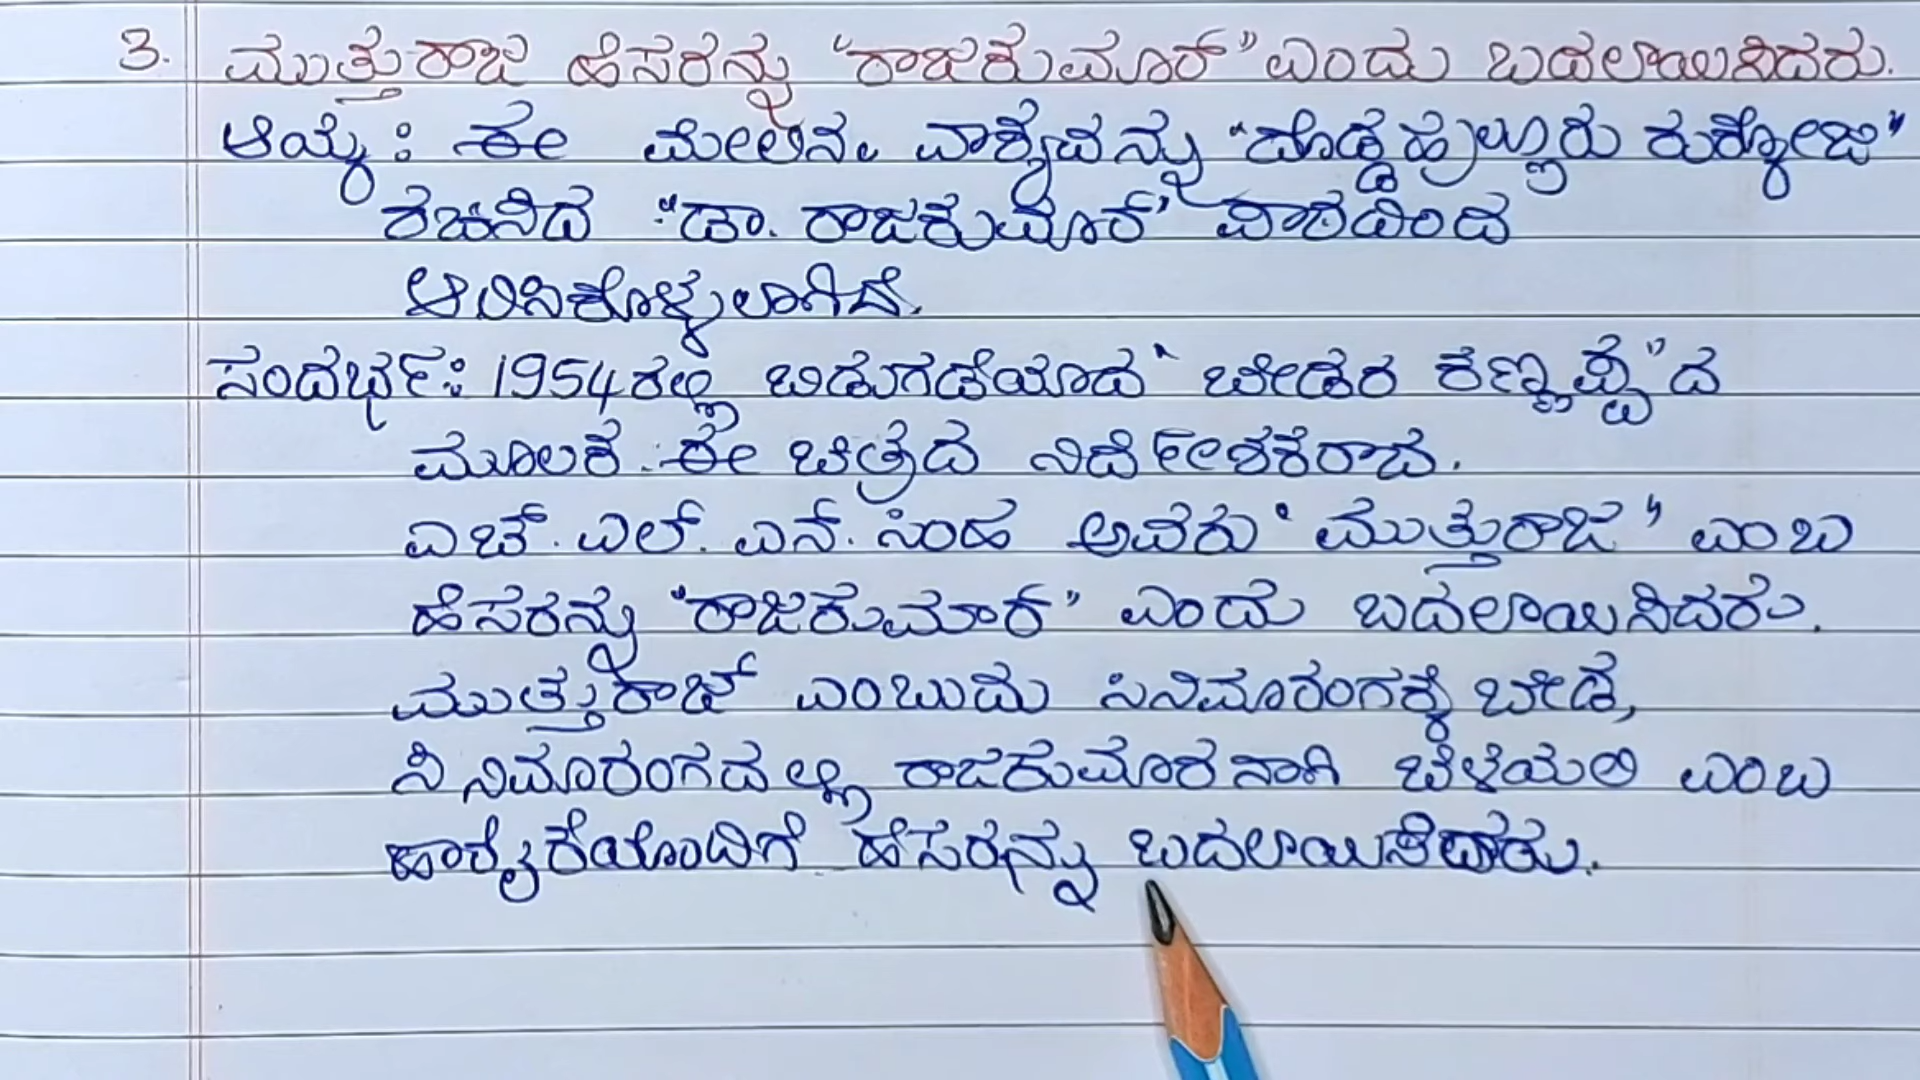 3. ಮುತ್ತುರಾಜ ಹೆಸರನ್ನು "ರಾಜಕುಮಾರ್" ಎಂದು ಬದಲಾಯಿಸಿದರು.
ಆಯ್ಕೆ: ಈ ಮೇಲಿನ ವಾಕ್ಯವನ್ನು "ದೊಡ್ಡಹುಲ್ಲೂರು ರುಕ್ಕೋಜಿ"
ರಚಿಸಿದ "ಡಾ. ರಾಜಕುಮಾರ್" ಪಾಠದಿಂದ
ಆರಿಸಿಕೊಳ್ಳಲಾಗಿದೆ.
ಸಂದರ್ಭ: 1954ರಲ್ಲಿ ಬಿಡುಗಡೆಯಾದ "ಬೇಡರ ಕಣ್ಣಪ್ಪ"ದ
ಮೂಲಕ ಈ ಚಿತ್ರದ ನಿರ್ದೇಶಕರಾದ.
ಎಚ್. ಎಲ್. ಎನ್. ಸಿಂಹ ಅವರು "ಮುತ್ತುರಾಜ" ಎಂಬ
ಹೆಸರನ್ನು "ರಾಜಕುಮಾರ್" ಎಂದು ಬದಲಾಯಿಸಿದರು.
ಮುತ್ತುರಾಜ್ ಎಂಬುದು ಸಿನಿಮಾರಂಗಕ್ಕೆ ಬೇಡ,
ಸಿನಿಮಾರಂಗದಲ್ಲಿ ರಾಜಕುಮಾರನಾಗಿ ಬೆಳೆಯಲಿ ಎಂಬ
ಹಾರೈಕೆಯೊಂದಿಗೆ ಹೆಸರನ್ನು ಬದಲಾಯಿಸಿದರು.